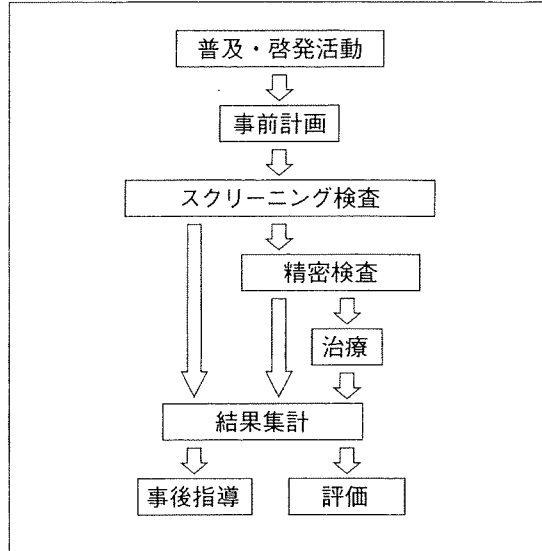 普及・啓発活動
事前計画
スクリーニング検査
精密検査
治療
結果集計
事後指導
評価